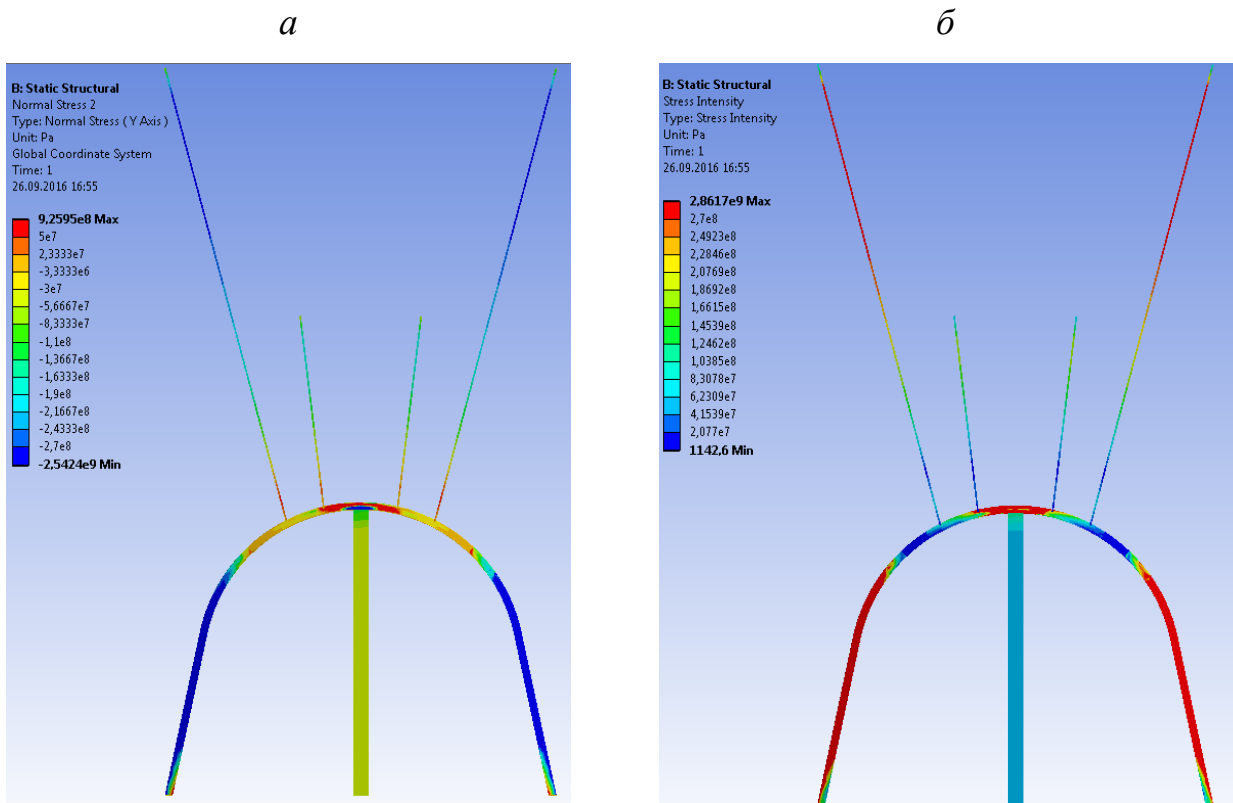 а
б
B: Static Structural
Normal Stress 2
Type: Normal Stress ( Y Axis )
Unit: Pa
Global Coordinate System
Time: 1
26.09.2016 16:55
9,2595e8 Max
5e7
2,3333e7
-3,3333e6
-3e7
-5,6667e7
-8,3333e7
-1,1e8
-1,3667e8
-1,6333e8
-1,9e8
-2,1667e8
-2,4333e8
-2,7e8
-2,5424e9 Min
B: Static Structural
Stress Intensity
Type: Stress Intensity
Unit: Pa
Time: 1
26.09.2016 16:55
2,8617e9 Max
2,7e8
2,4923e8
2,2846e8
2,0769e8
1,8692e8
1,6615e8
1,4539e8
1,2462e8
1,0385e8
8,3078e7
6,2309e7
4,1539e7
2,077e7
1142,6 Min